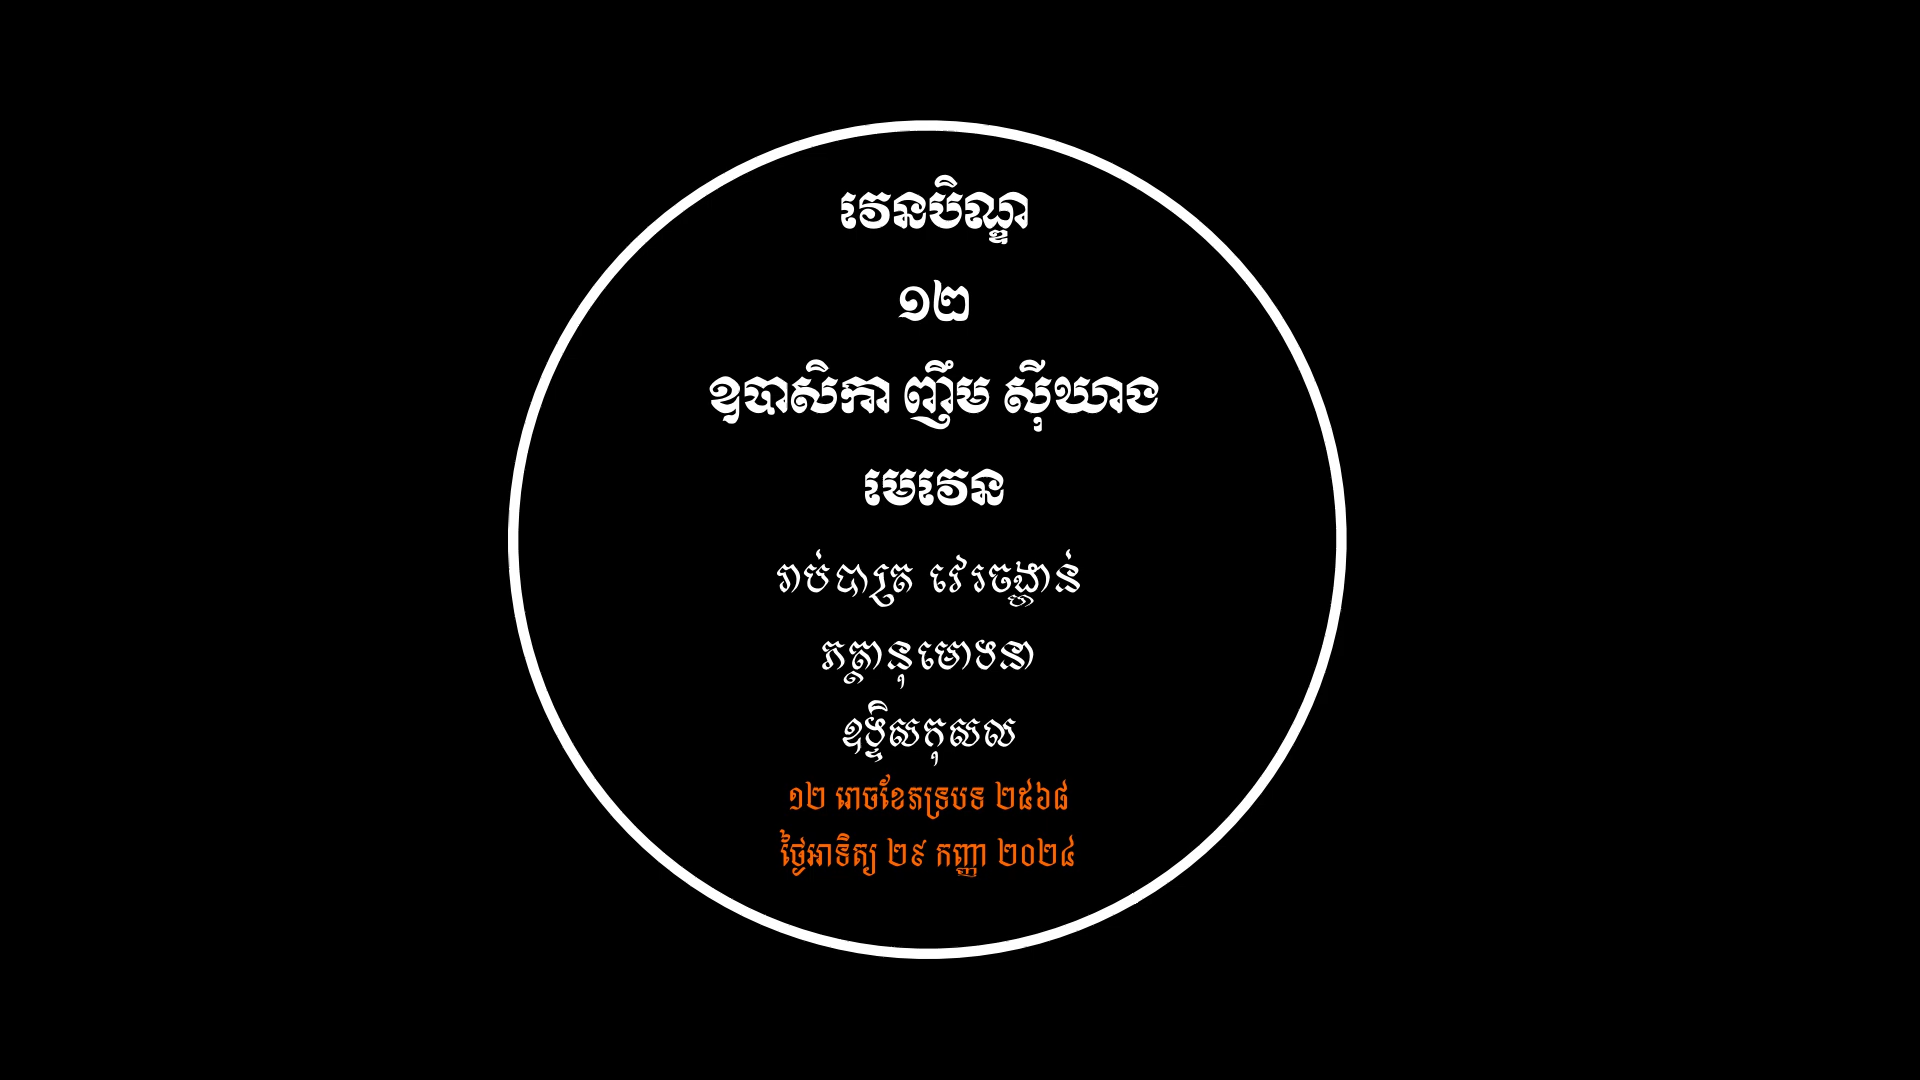 វេនបិណ្ឌ
១២
ឧបាសិកា ញឹម ស៊ីឃាង
មេវេន
រាប់បាត្រ វេរចង្ហាន់
ភត្តានុមោទនា
ឧទ្ទិសកុសល
១២ រោចខែភទ្របទ ២៥៦៨
ថ្ងៃអាទិត្យ ២៩ កញ្ញា ២០២៤